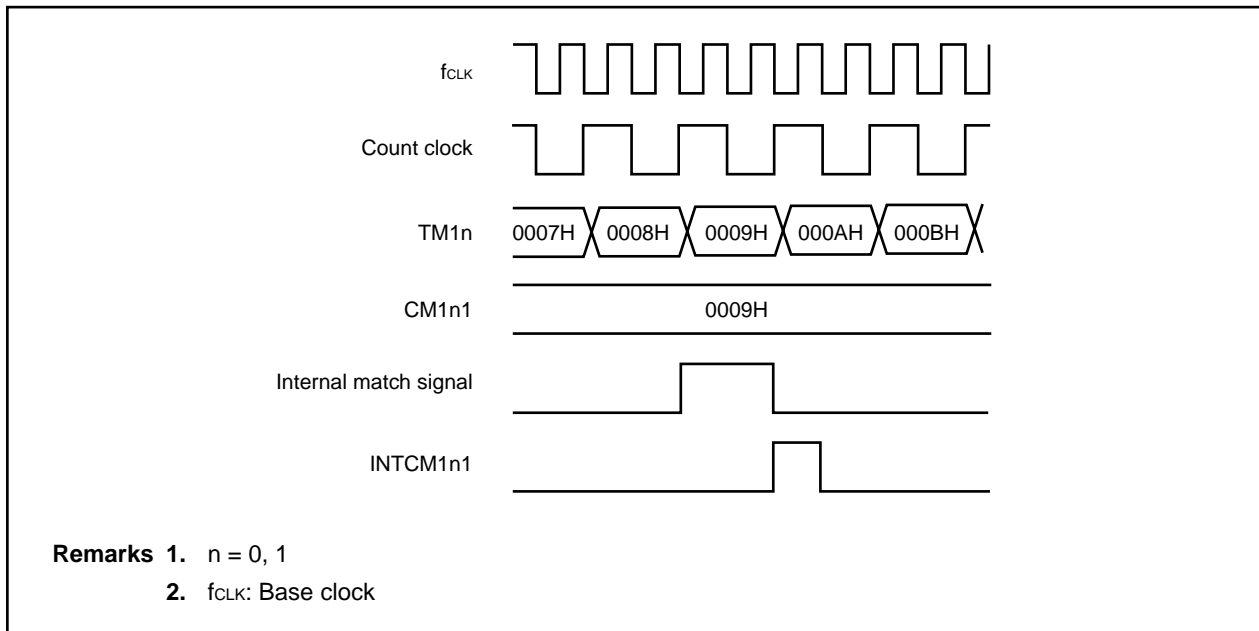 fCLK
Count clock
TM1n 0007H 0008H 0009H 000AH 000BH
CM1n1 0009H
Internal match signal
INTCM1n1
Remarks 1. n = 0, 1
2. fCLK: Base clock